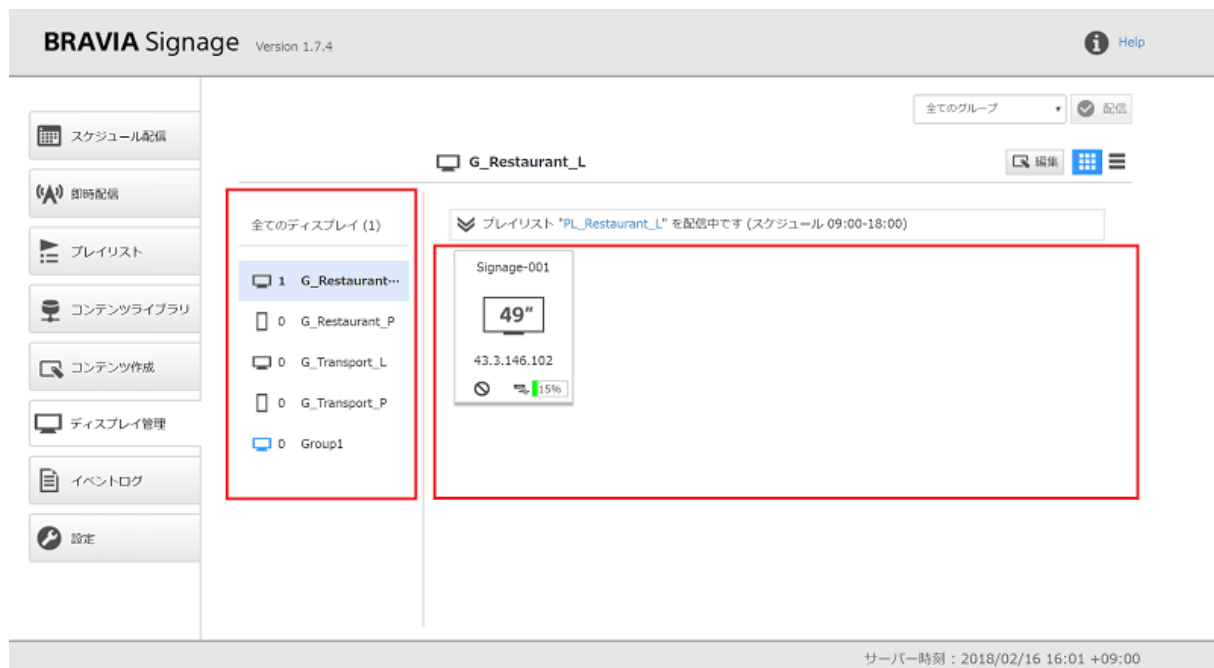 BRAVIA Signage Version 1.7.4
Help
全てのグループ
配信
スケジュール配信
即時配信
プレイリスト
コンテンツライブラリ
コンテンツ作成
ディスプレイ管理
イベントログ
設定
G_Restaurant_L
編集
全てのディスプレイ (1)
1 G_Restaurant…
0 G_Restaurant_P
0 G_Transport_L
0 G_Transport_P
0 Group1
プレイリスト "PL_Restaurant_L" を配信中です (スケジュール 09:00-18:00)
Signage-001
49"
43.3.146.102
15%
サーバー時刻 : 2018/02/16 16:01 +09:00